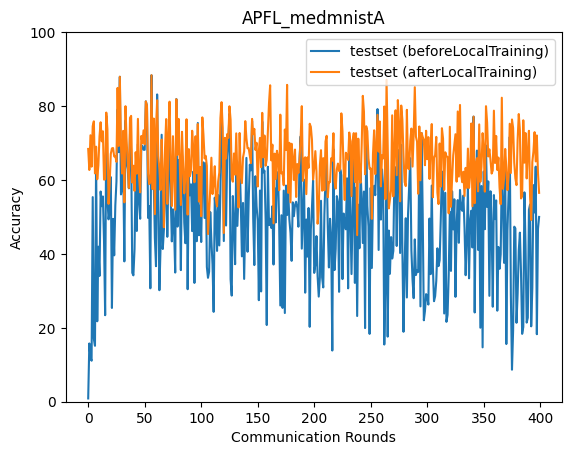 APFL_medmnistA
testset (beforeLocalTraining)
testset (afterLocalTraining)
Accuracy
100
80
60
40
20
0
0 50 100 150 200 250 300 350 400
Communication Rounds